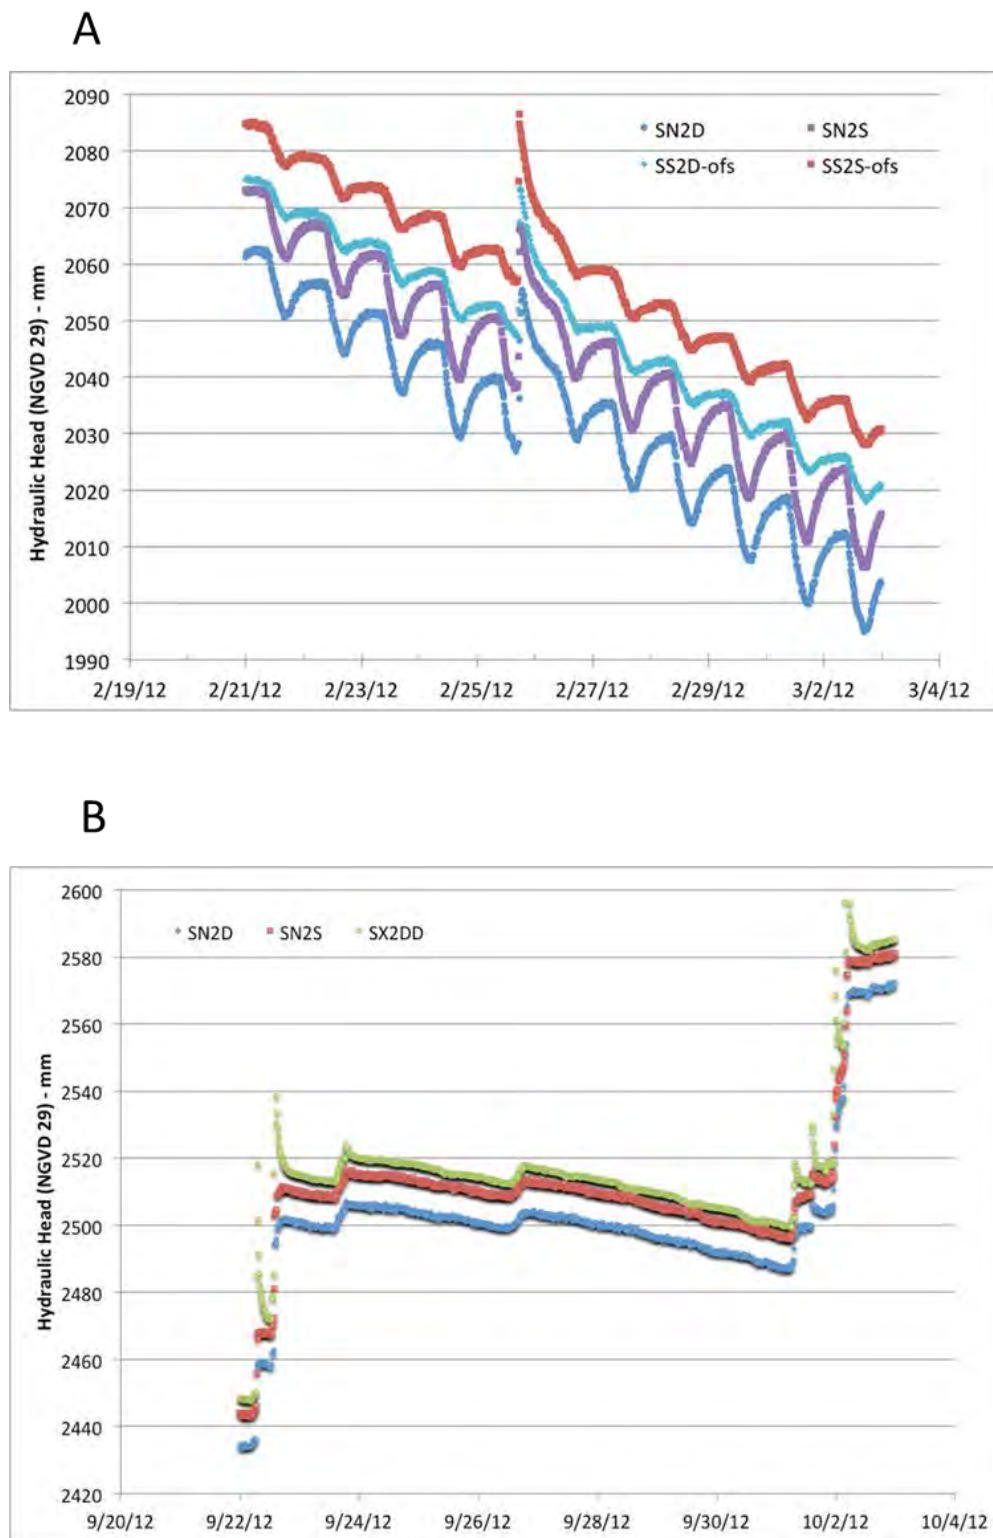 A
Hydraulic Head (NGVD 29) - mm
2090
2080
2070
2060
2050
2040
2030
2020
2010
2000
1990
SN2D SN2S
SS2D-ofs SS2S-ofs
2/19/12 2/21/12 2/23/12 2/25/12 2/27/12 2/29/12 3/2/12 3/4/12
B
Hydraulic Head (NGVD 29) - mm
2600
2580
2560
2540
2520
2500
2480
2460
2440
2420
SN2D SN2S SX2DD
9/20/12 9/22/12 9/24/12 9/26/12 9/28/12 9/30/12 10/2/12 10/4/12